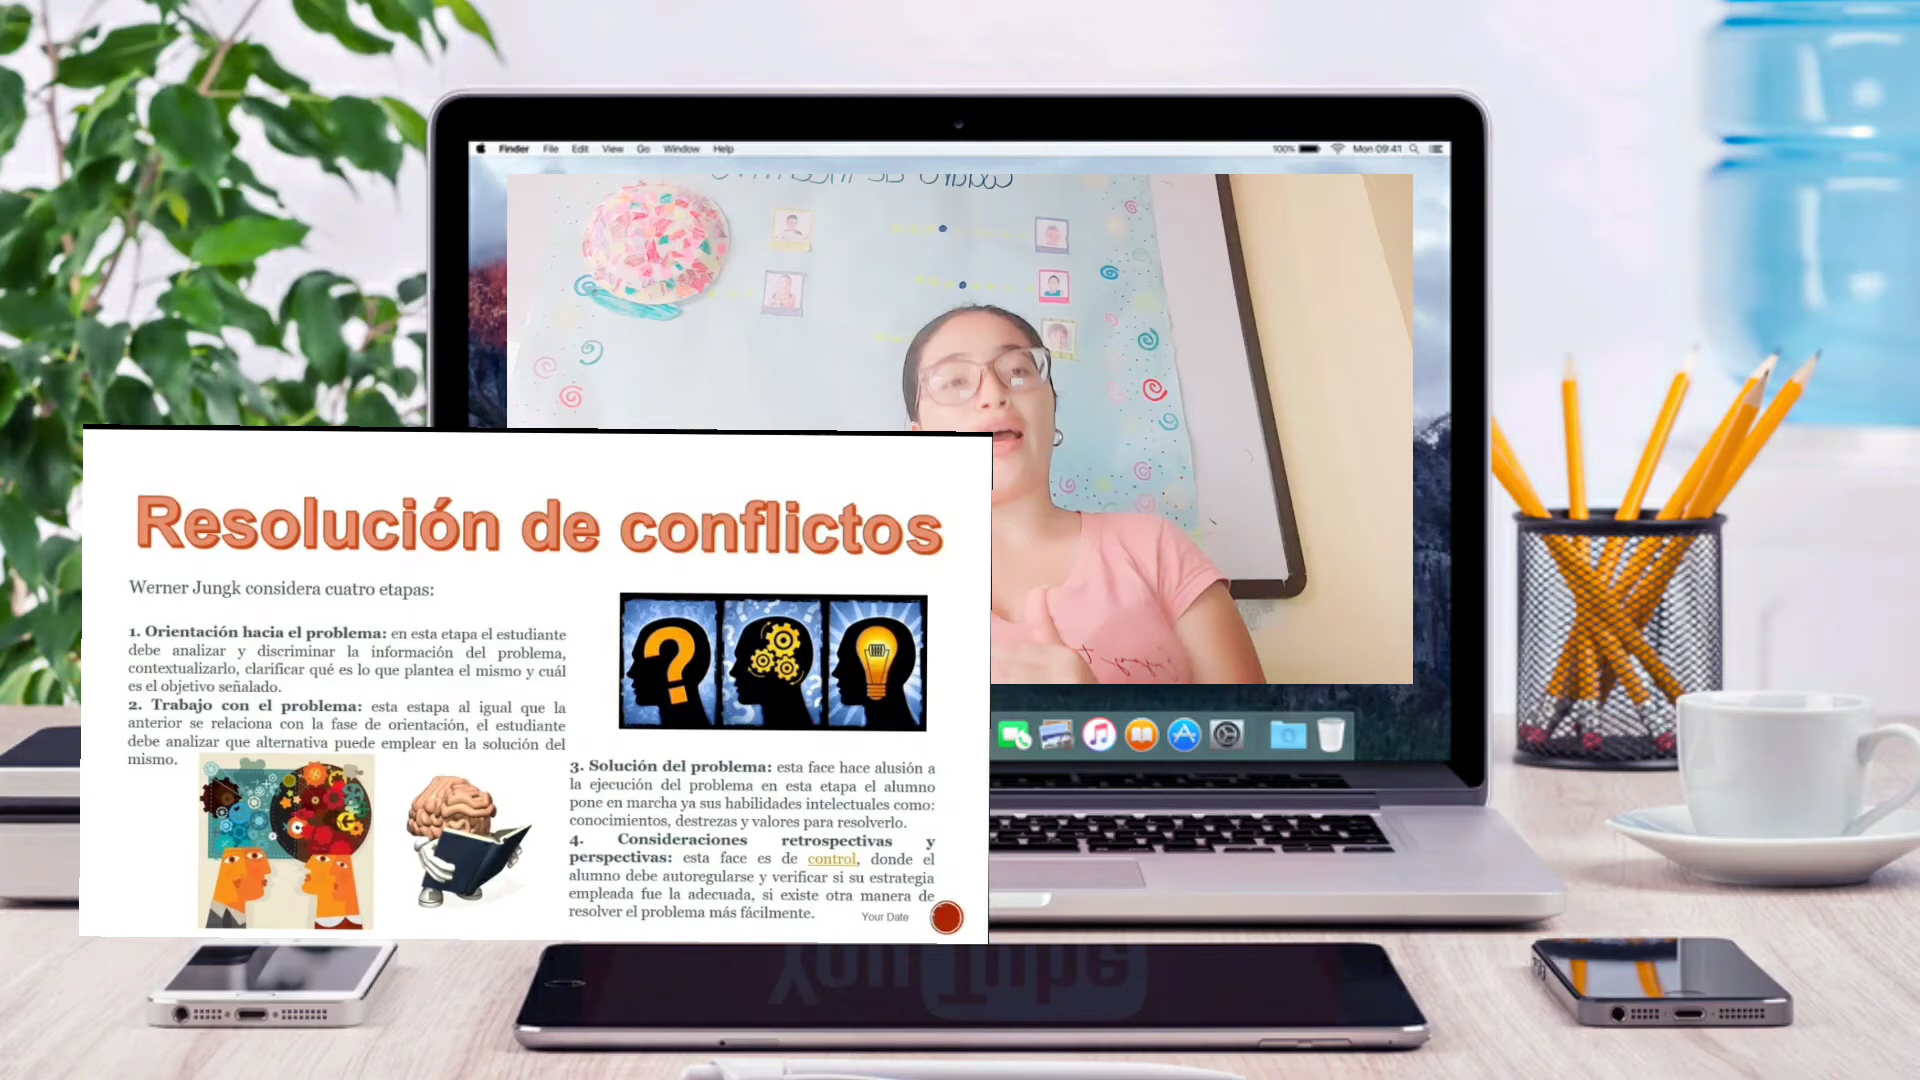 Finder File Edit View Go Window Help
100% Mon 09:41
CUADRO DE INCENTIVO
Resolución de conflictos
Werner Jungk considera cuatro etapas:
1. Orientación hacia el problema: en esta etapa el estudiante
debe analizar y discriminar la información del problema,
contextualizarlo, clarificar qué es lo que plantea el mismo y cuál
es el objetivo señalado.
2. Trabajo con el problema: esta estapa al igual que la
anterior se relaciona con la fase de orientación, el estudiante
debe analizar que alternativa puede emplear en la solución del
mismo.
3. Solución del problema: esta face hace alusión a
la ejecución del problema en esta etapa el alumno
pone en marcha ya sus habilidades intelectuales como:
conocimientos, destrezas y valores para resolverlo.
4. Consideraciones retrospectivas y
perspectivas: esta face es de control, donde el
alumno debe autoregularse y verificar si su estrategia
empleada fue la adecuada, si existe otra manera de
resolver el problema más fácilmente.
Your Date
YouTube